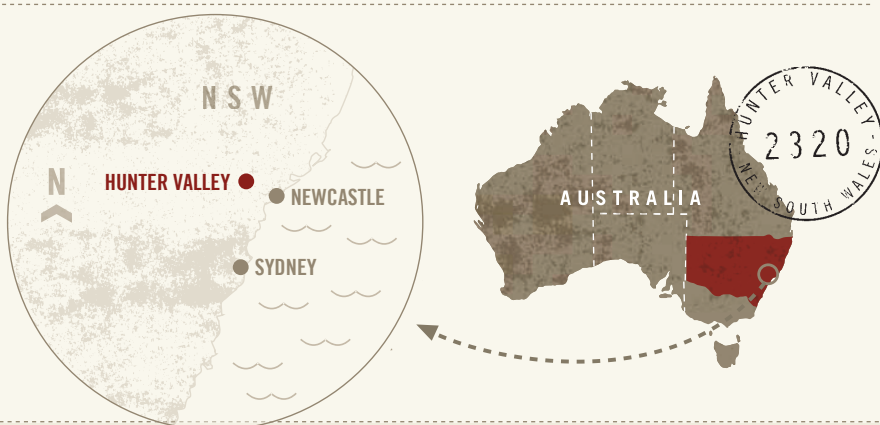 NSW
N
HUNTER VALLEY
NEWCASTLE
SYDNEY
AUSTRALIA
HUNTER VALLEY -
2320
NEW SOUTH WALES -